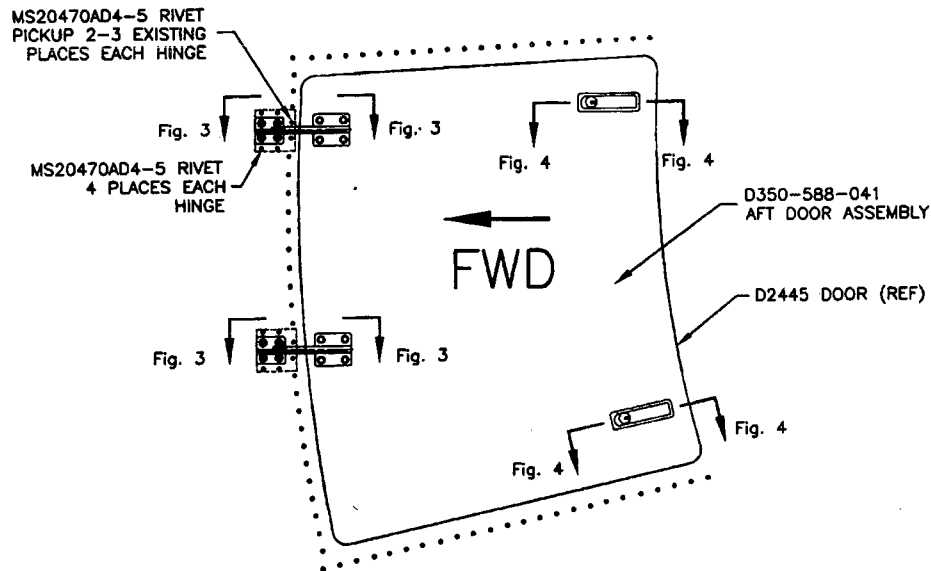 MS20470AD4-5 RIVET
PICKUP 2-3 EXISTING
PLACES EACH HINGE
Fig. 3
Fig. 3
Fig. 4
Fig. 4
MS20470AD4-5 RIVET
4 PLACES EACH
HINGE
D350-588-041
AFT DOOR ASSEMBLY
FWD
D2445 DOOR (REF)
Fig. 3
Fig. 3
Fig. 4
Fig. 4